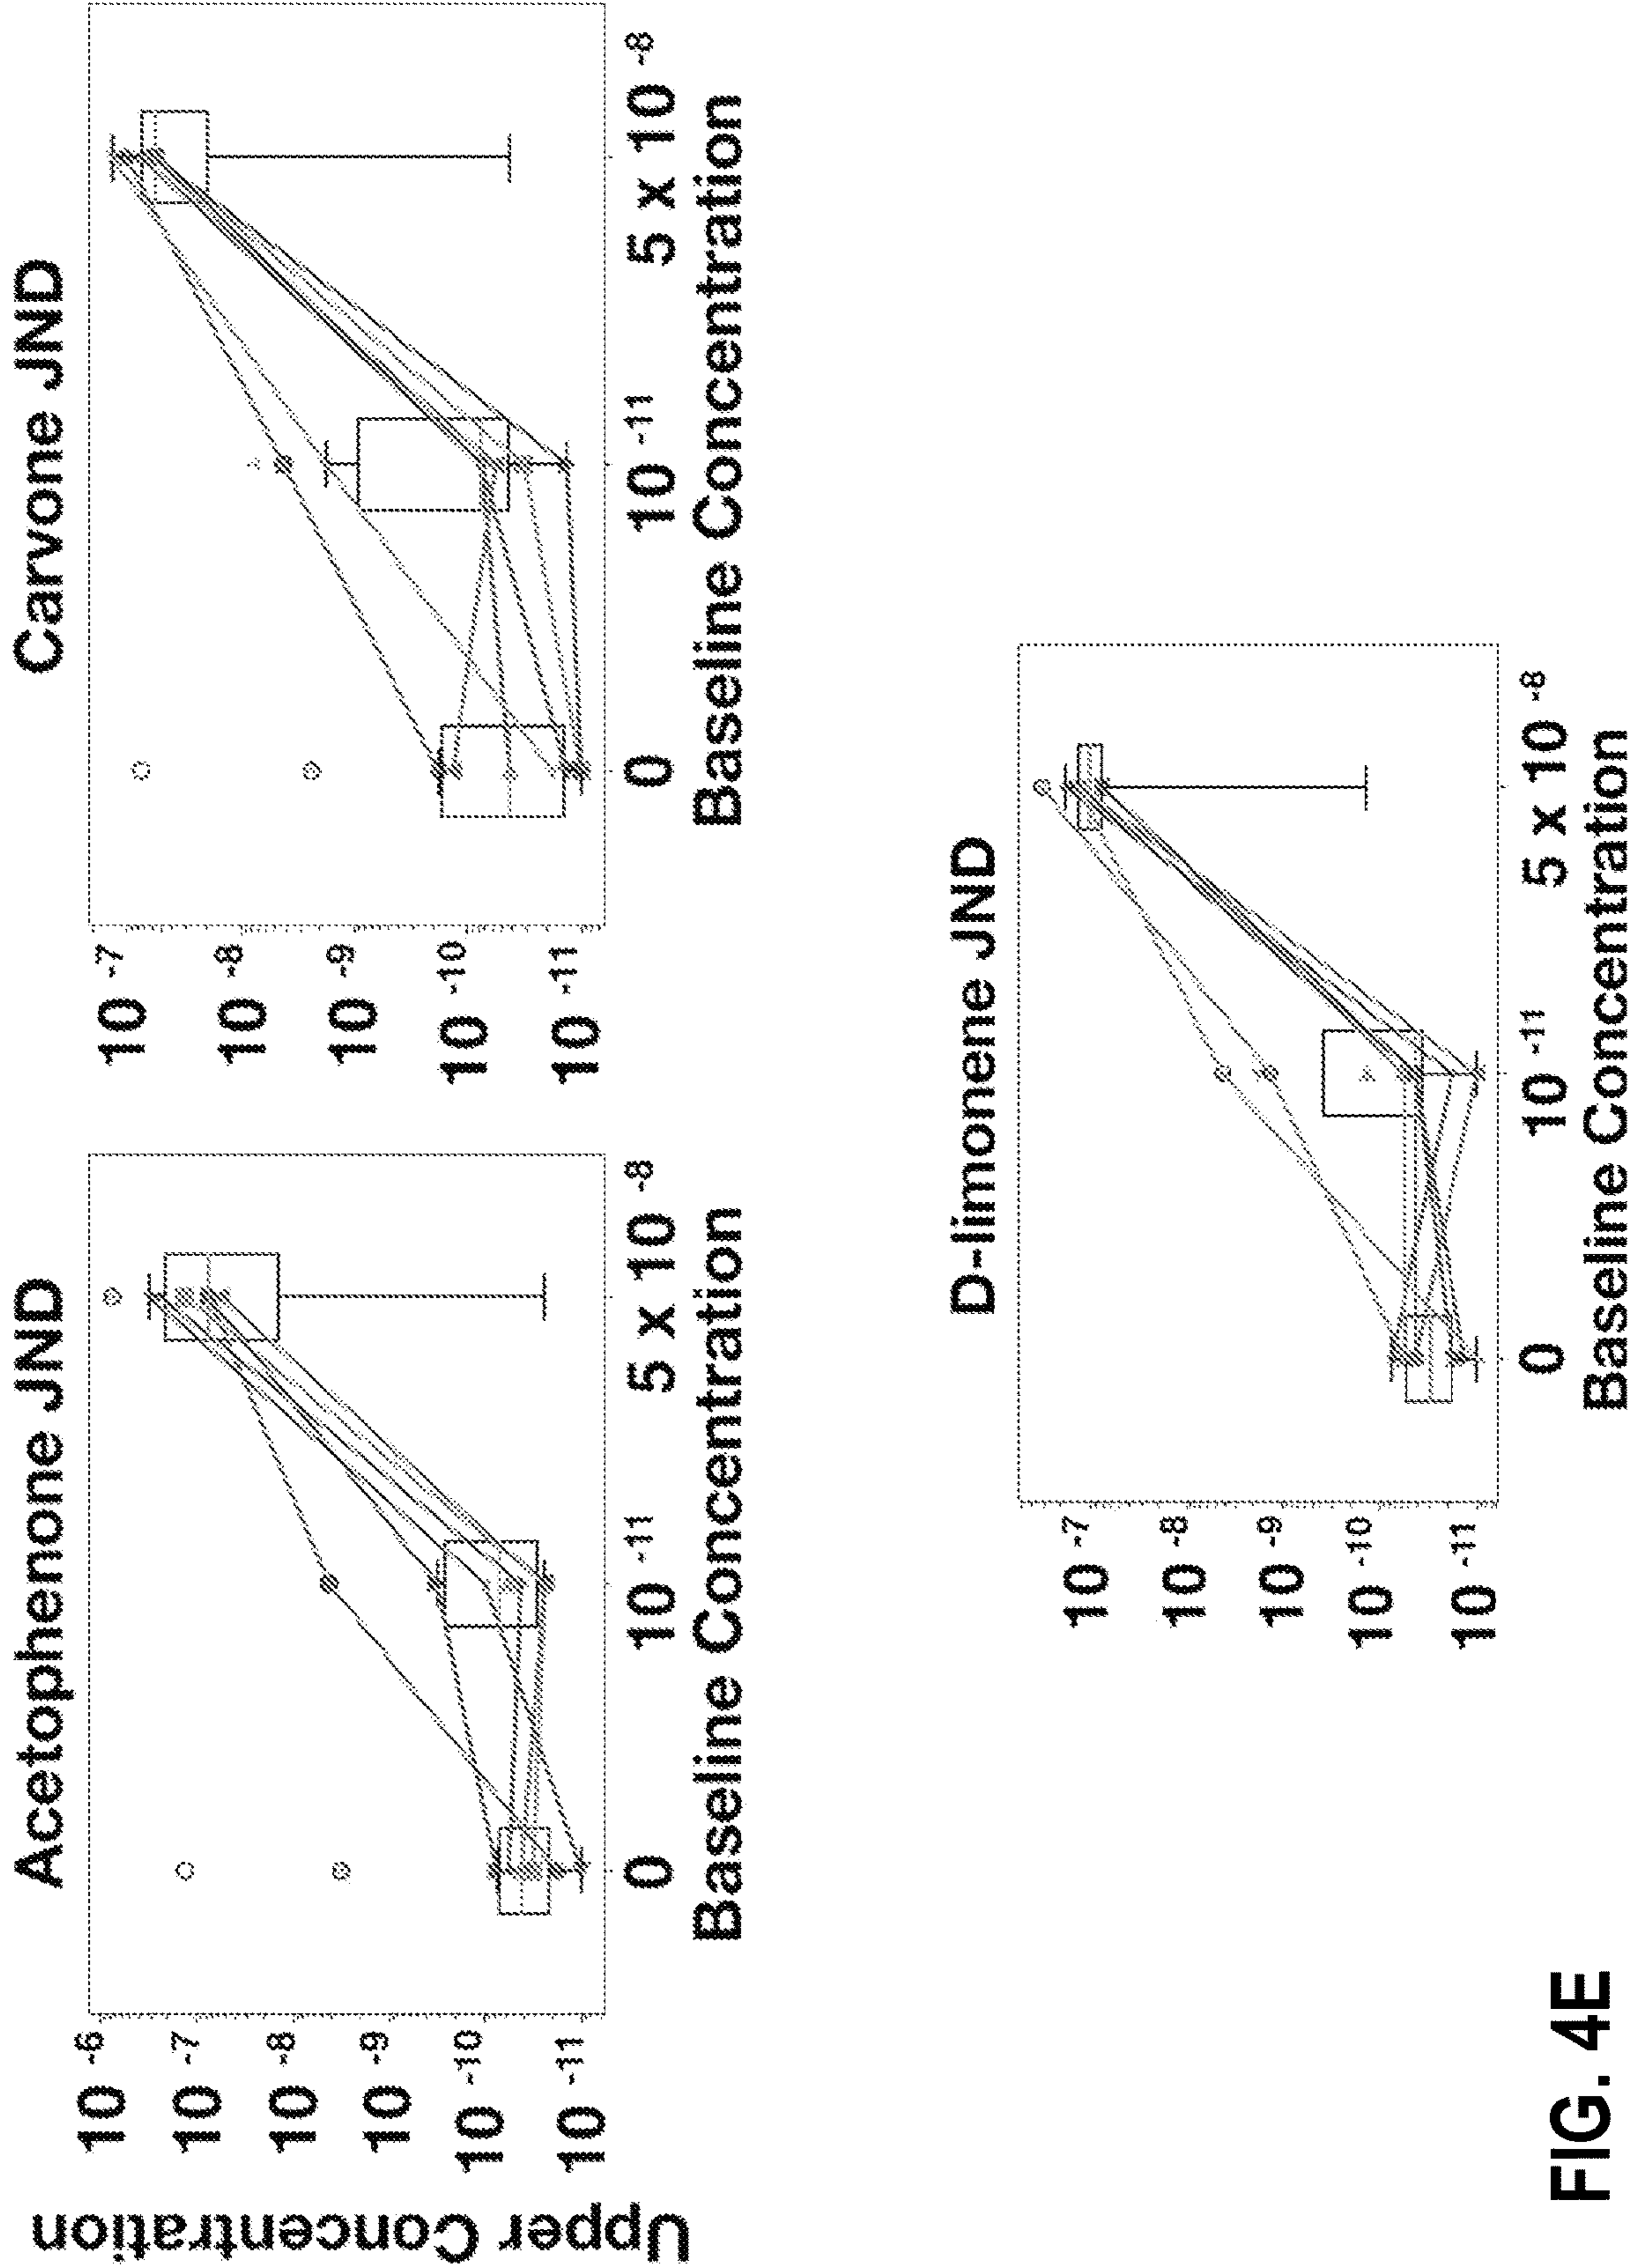 Acetophenone JND
Upper Concentration
10 -6
10 -7
10 -8
10 -9
10 -10
10 -11
0
10 -11
5 x 10 -8
Baseline Concentration
Carvone JND
10 -7
10 -8
10 -9
10 -10
10 -11
0
10 -11
5 x 10 -8
Baseline Concentration
D-limonene JND
10 -7
10 -8
10 -9
10 -10
10 -11
0
10 -11
5 x 10 -8
Baseline Concentration
FIG. 4E